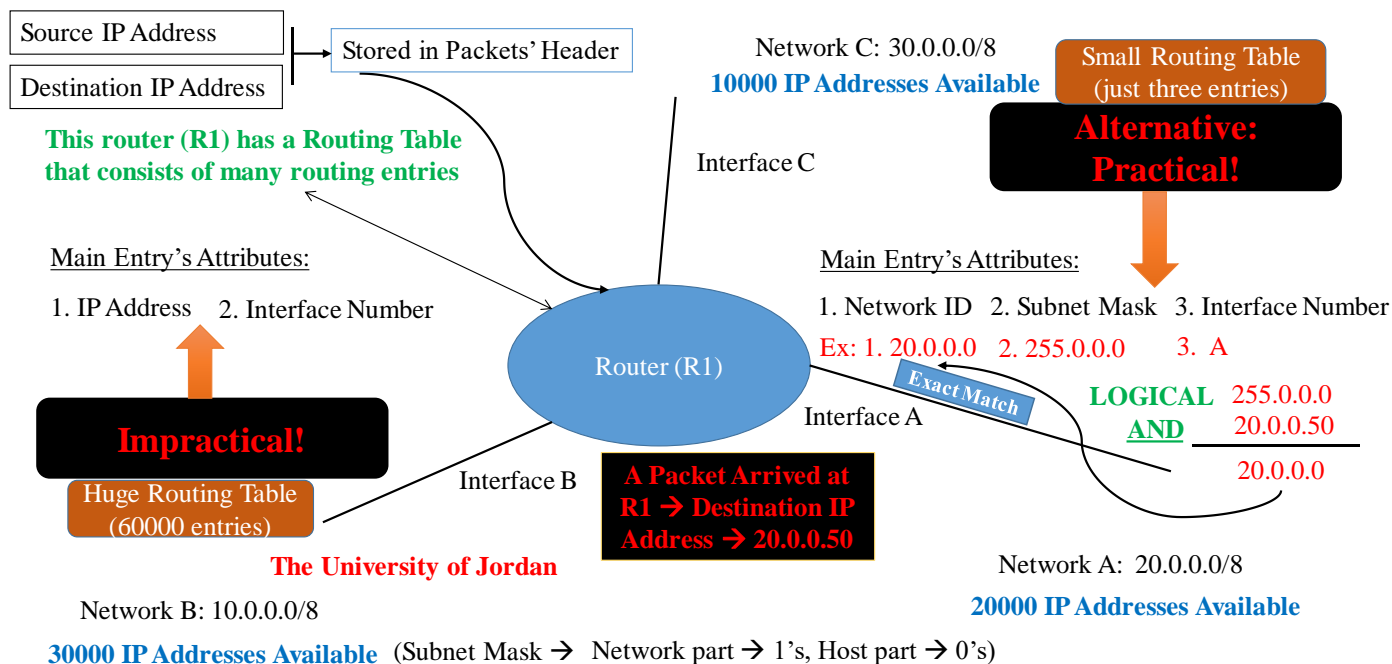 Source IP Address
Destination IP Address
Stored in Packets' Header
This router (R1) has a Routing Table
that consists of many routing entries
Network C: 30.0.0.0/8
10000 IP Addresses Available
Small Routing Table
(just three entries)
Alternative:
Practical!
Interface C
Main Entry's Attributes:
1. IP Address 2. Interface Number
Impractical!
Huge Routing Table
(60000 entries)
Router (R1)
Main Entry's Attributes:
1. Network ID 2. Subnet Mask 3. Interface Number
Ex: 1. 20.0.0.0 2. 255.0.0.0 3. A
Exact Match
Interface A
LOGICAL
AND
255.0.0.0
20.0.0.50
20.0.0.0
Interface B
A Packet Arrived at
R1 → Destination IP
Address → 20.0.0.50
The University of Jordan
Network A: 20.0.0.0/8
20000 IP Addresses Available
Network B: 10.0.0.0/8
30000 IP Addresses Available (Subnet Mask → Network part → 1's, Host part → 0's)